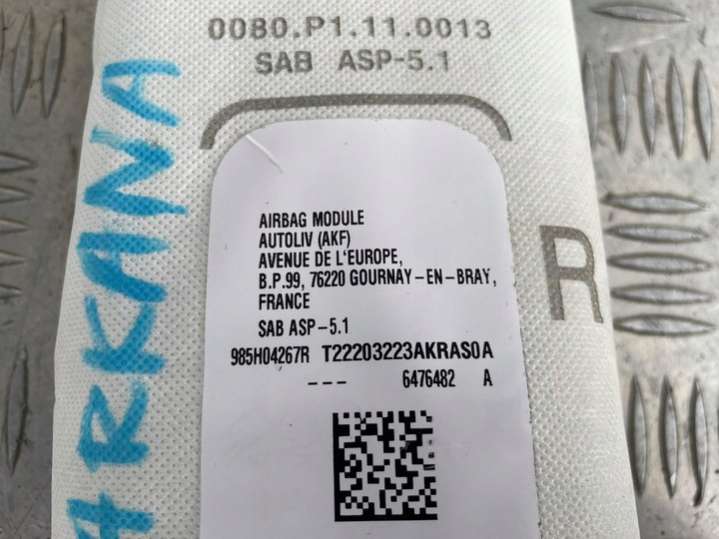 0080.P1.11.0013
SAB ASP-5.1
ARKANA
AIRBAG MODULE
AUTOLIV (AKF)
AVENUE DE L'EUROPE,
B.P.99, 76220 GOURNAY-EN-BRAY,
FRANCE
SAB ASP-5.1
985H04267R T22203223AKRAS0A
--- 6476482 A
R